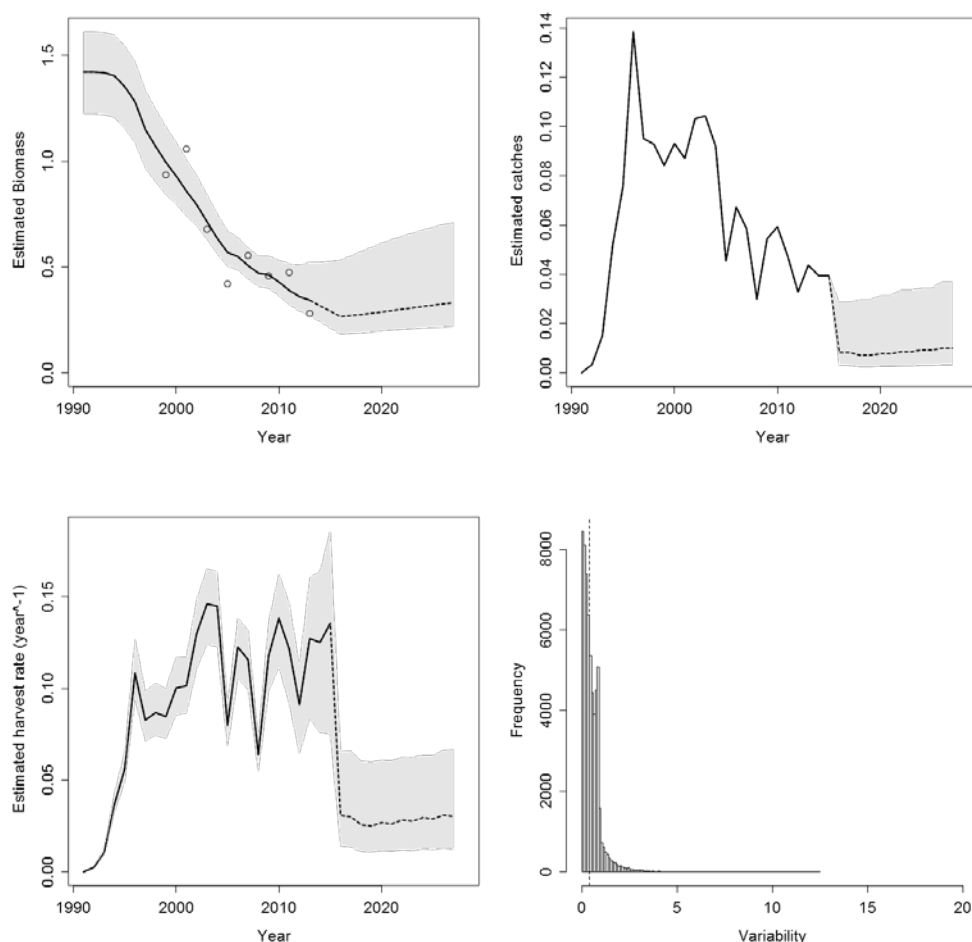 Estimated Biomass
0.0 0.5 1.0 1.5
1990 2000 2010 2020
Year
Estimated catches
0.00 0.02 0.04 0.06 0.08 0.10 0.12 0.14
1990 2000 2010 2020
Year
Estimated harvest rate (year^-1)
0.00 0.05 0.10 0.15
1990 2000 2010 2020
Year
Frequency
0 2000 4000 6000 8000
0 5 10 15 20
Variability